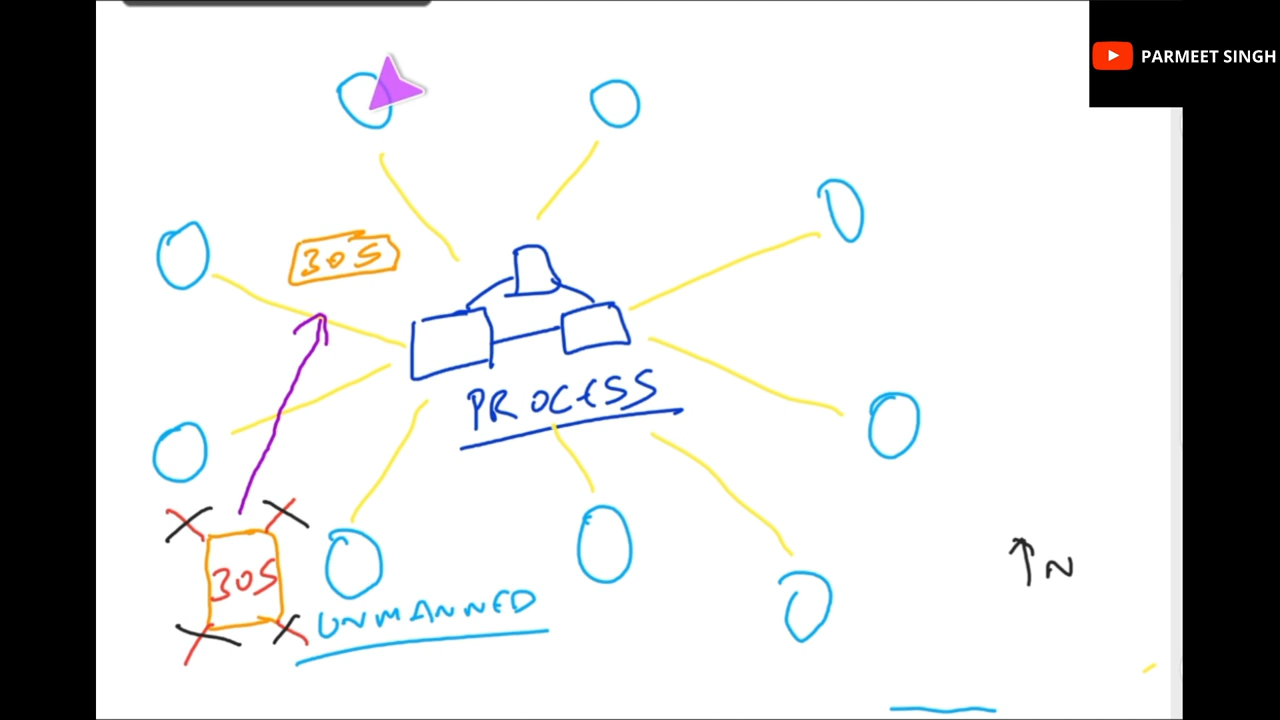 PARMEET SINGH
30S
PROCESS
30S
N
UNMANNED